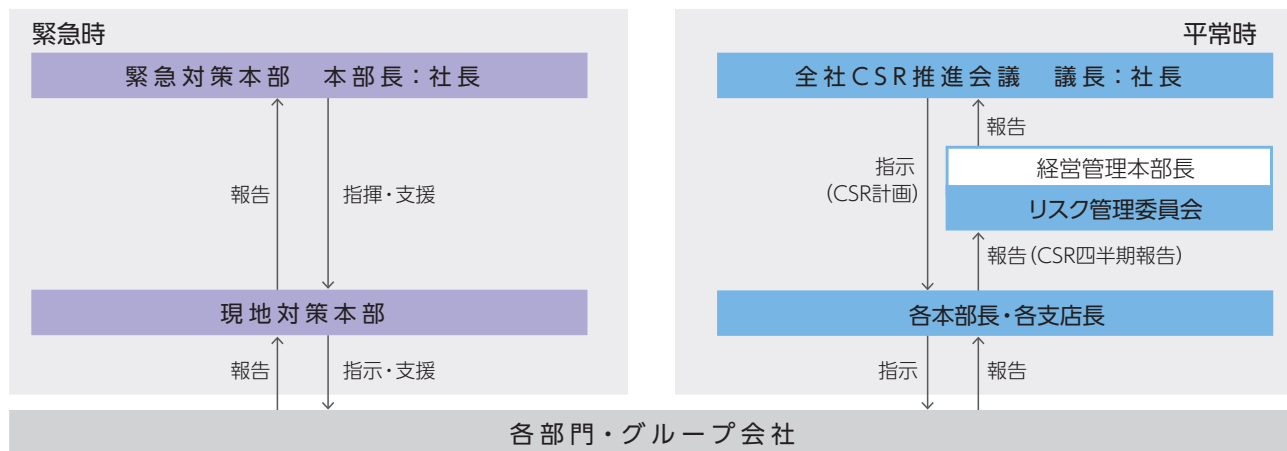 緊急時
緊急対策本部　本部長：社長
報告
指揮・支援
現地対策本部
報告
指示・支援
平常時
全社CSR推進会議　議長：社長
報告
指示
(CSR計画)
経営管理本部長
リスク管理委員会
報告(CSR四半期報告)
各本部長・各支店長
指示
報告
各部門・グループ会社